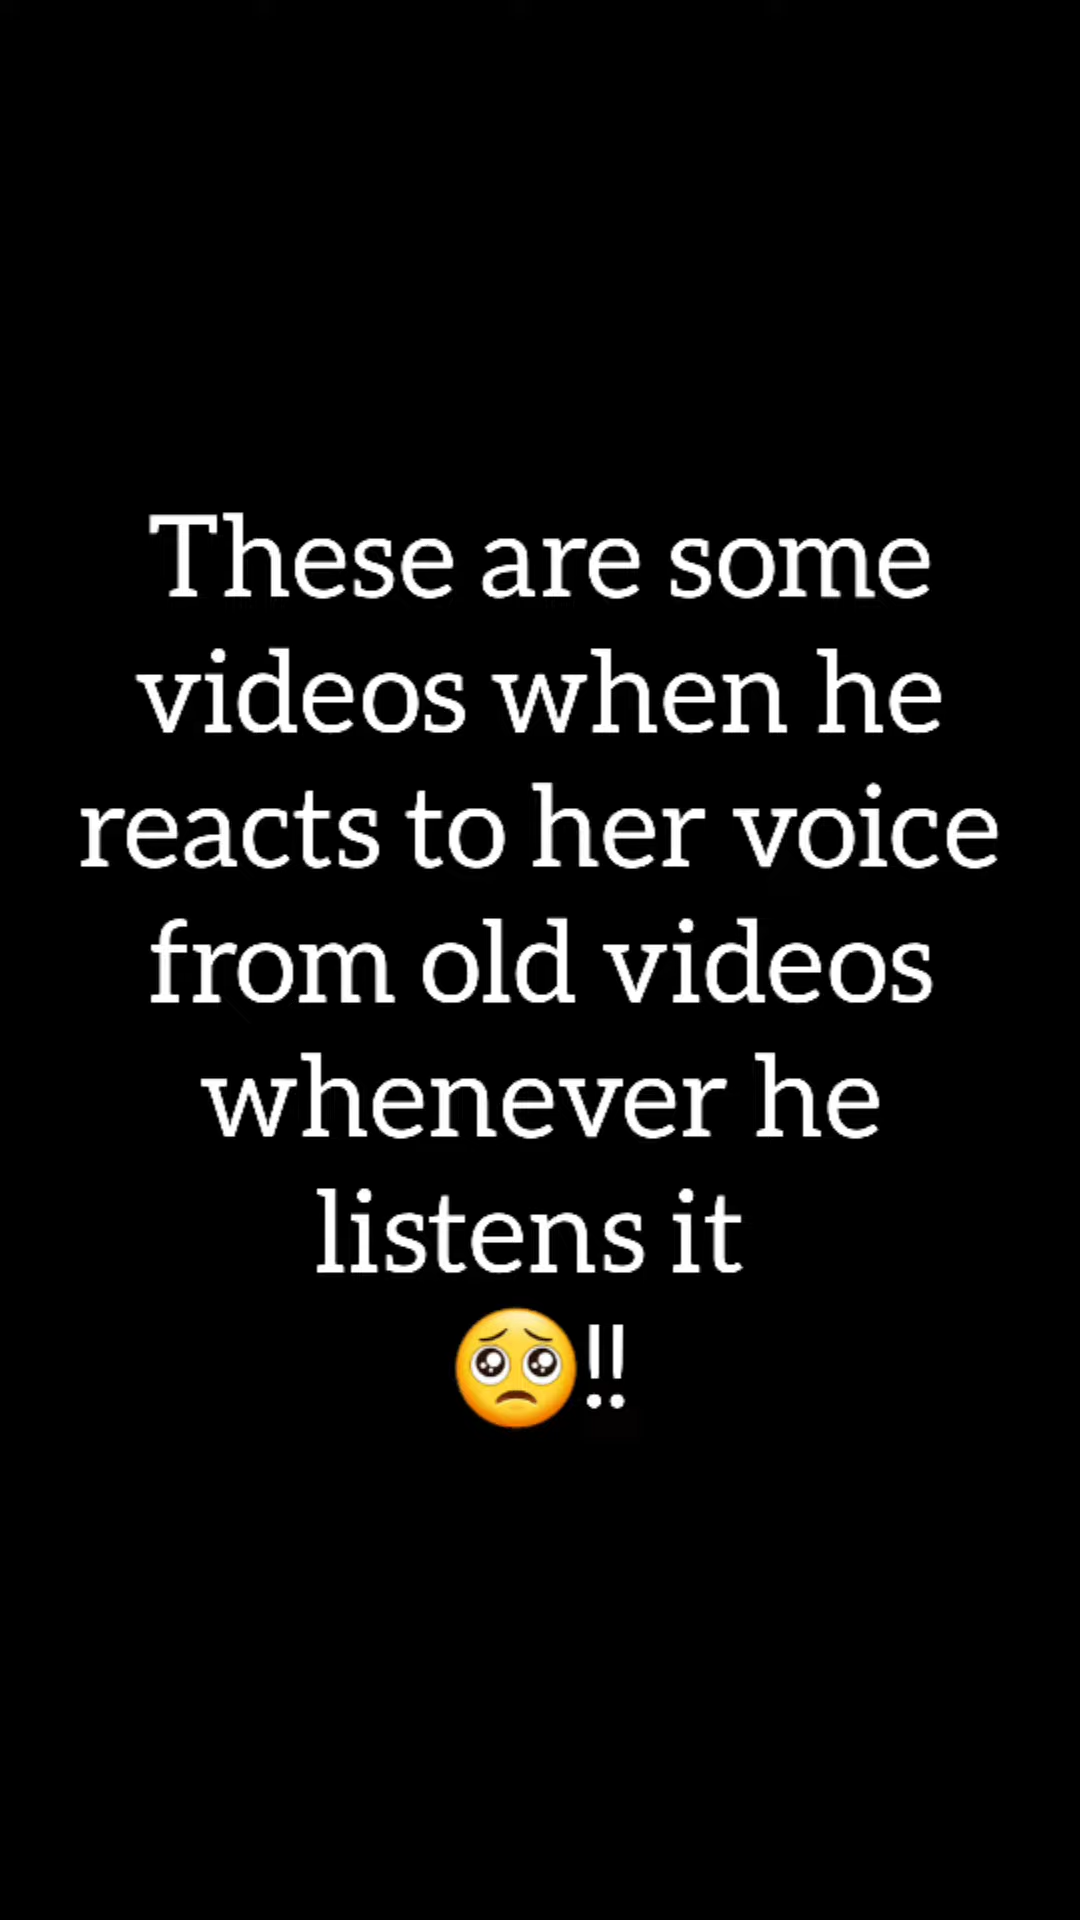 These are some
videos when he
reacts to her voice
from old videos
whenever he
listens it
🥺!!